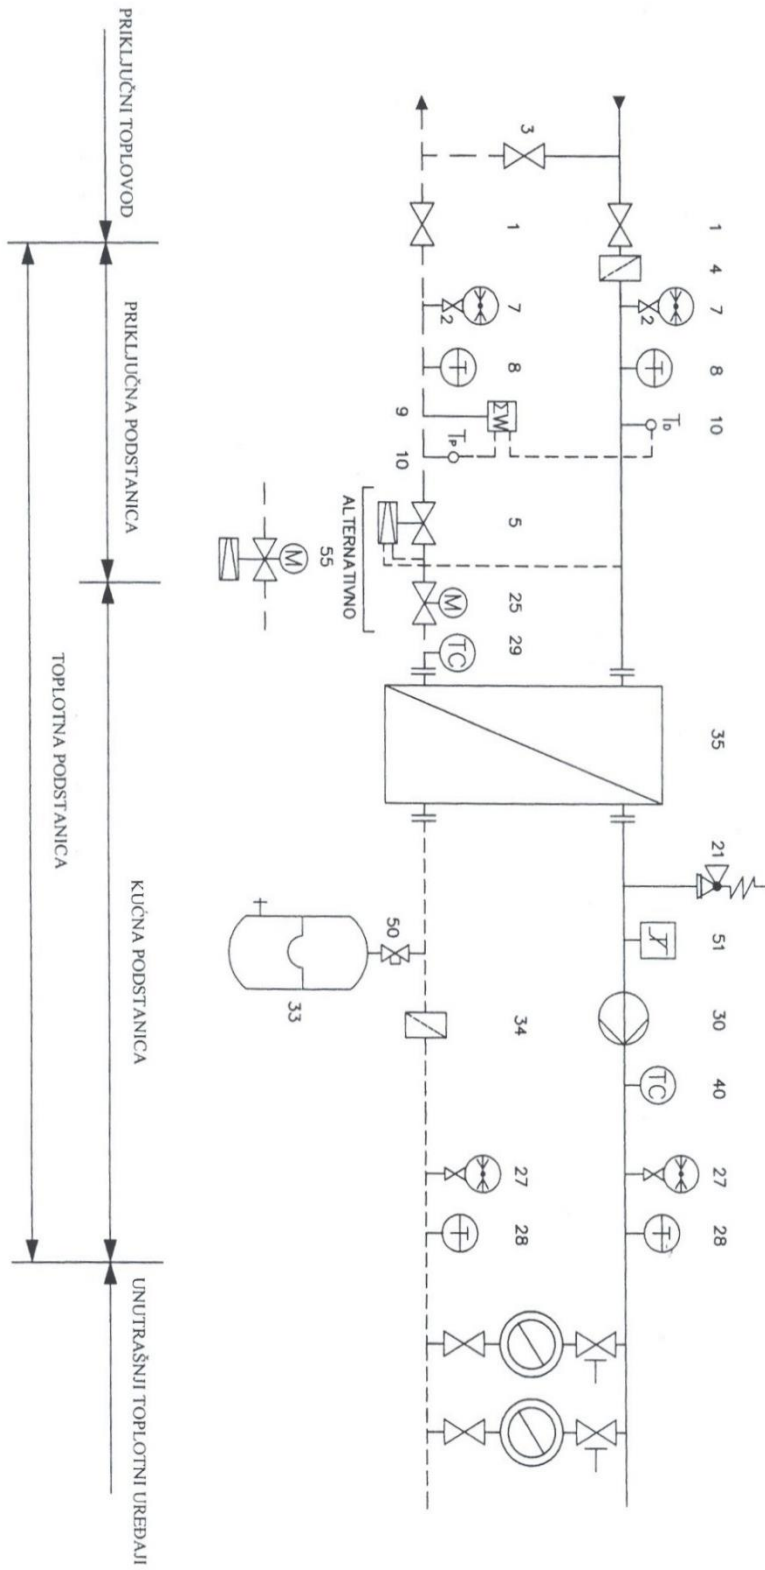 1 4 7 8 10 35 21 51 30 40 27 28
2
T_D
3 1 7 8 5 25 29 34 27 28
2
T
T
T
T
ΣW
9 10
T_P
M
TC
TC
ALTERNATIVNO
55
M
50
33
PRIKLJUČNI TOPLOVOD
PRIKLJUČNA PODSTANICA
KUĆNA PODSTANICA
UNUTRAŠNJI TOPLOTNI UREĐAJI
TOPLOTNA PODSTANICA